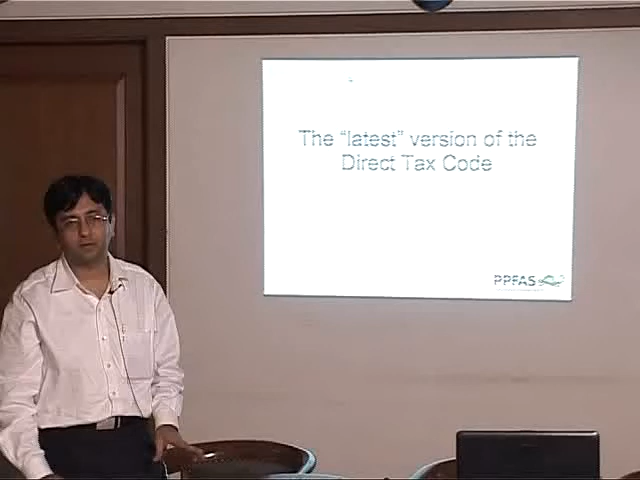 The “latest” version of the
Direct Tax Code
PPFAS